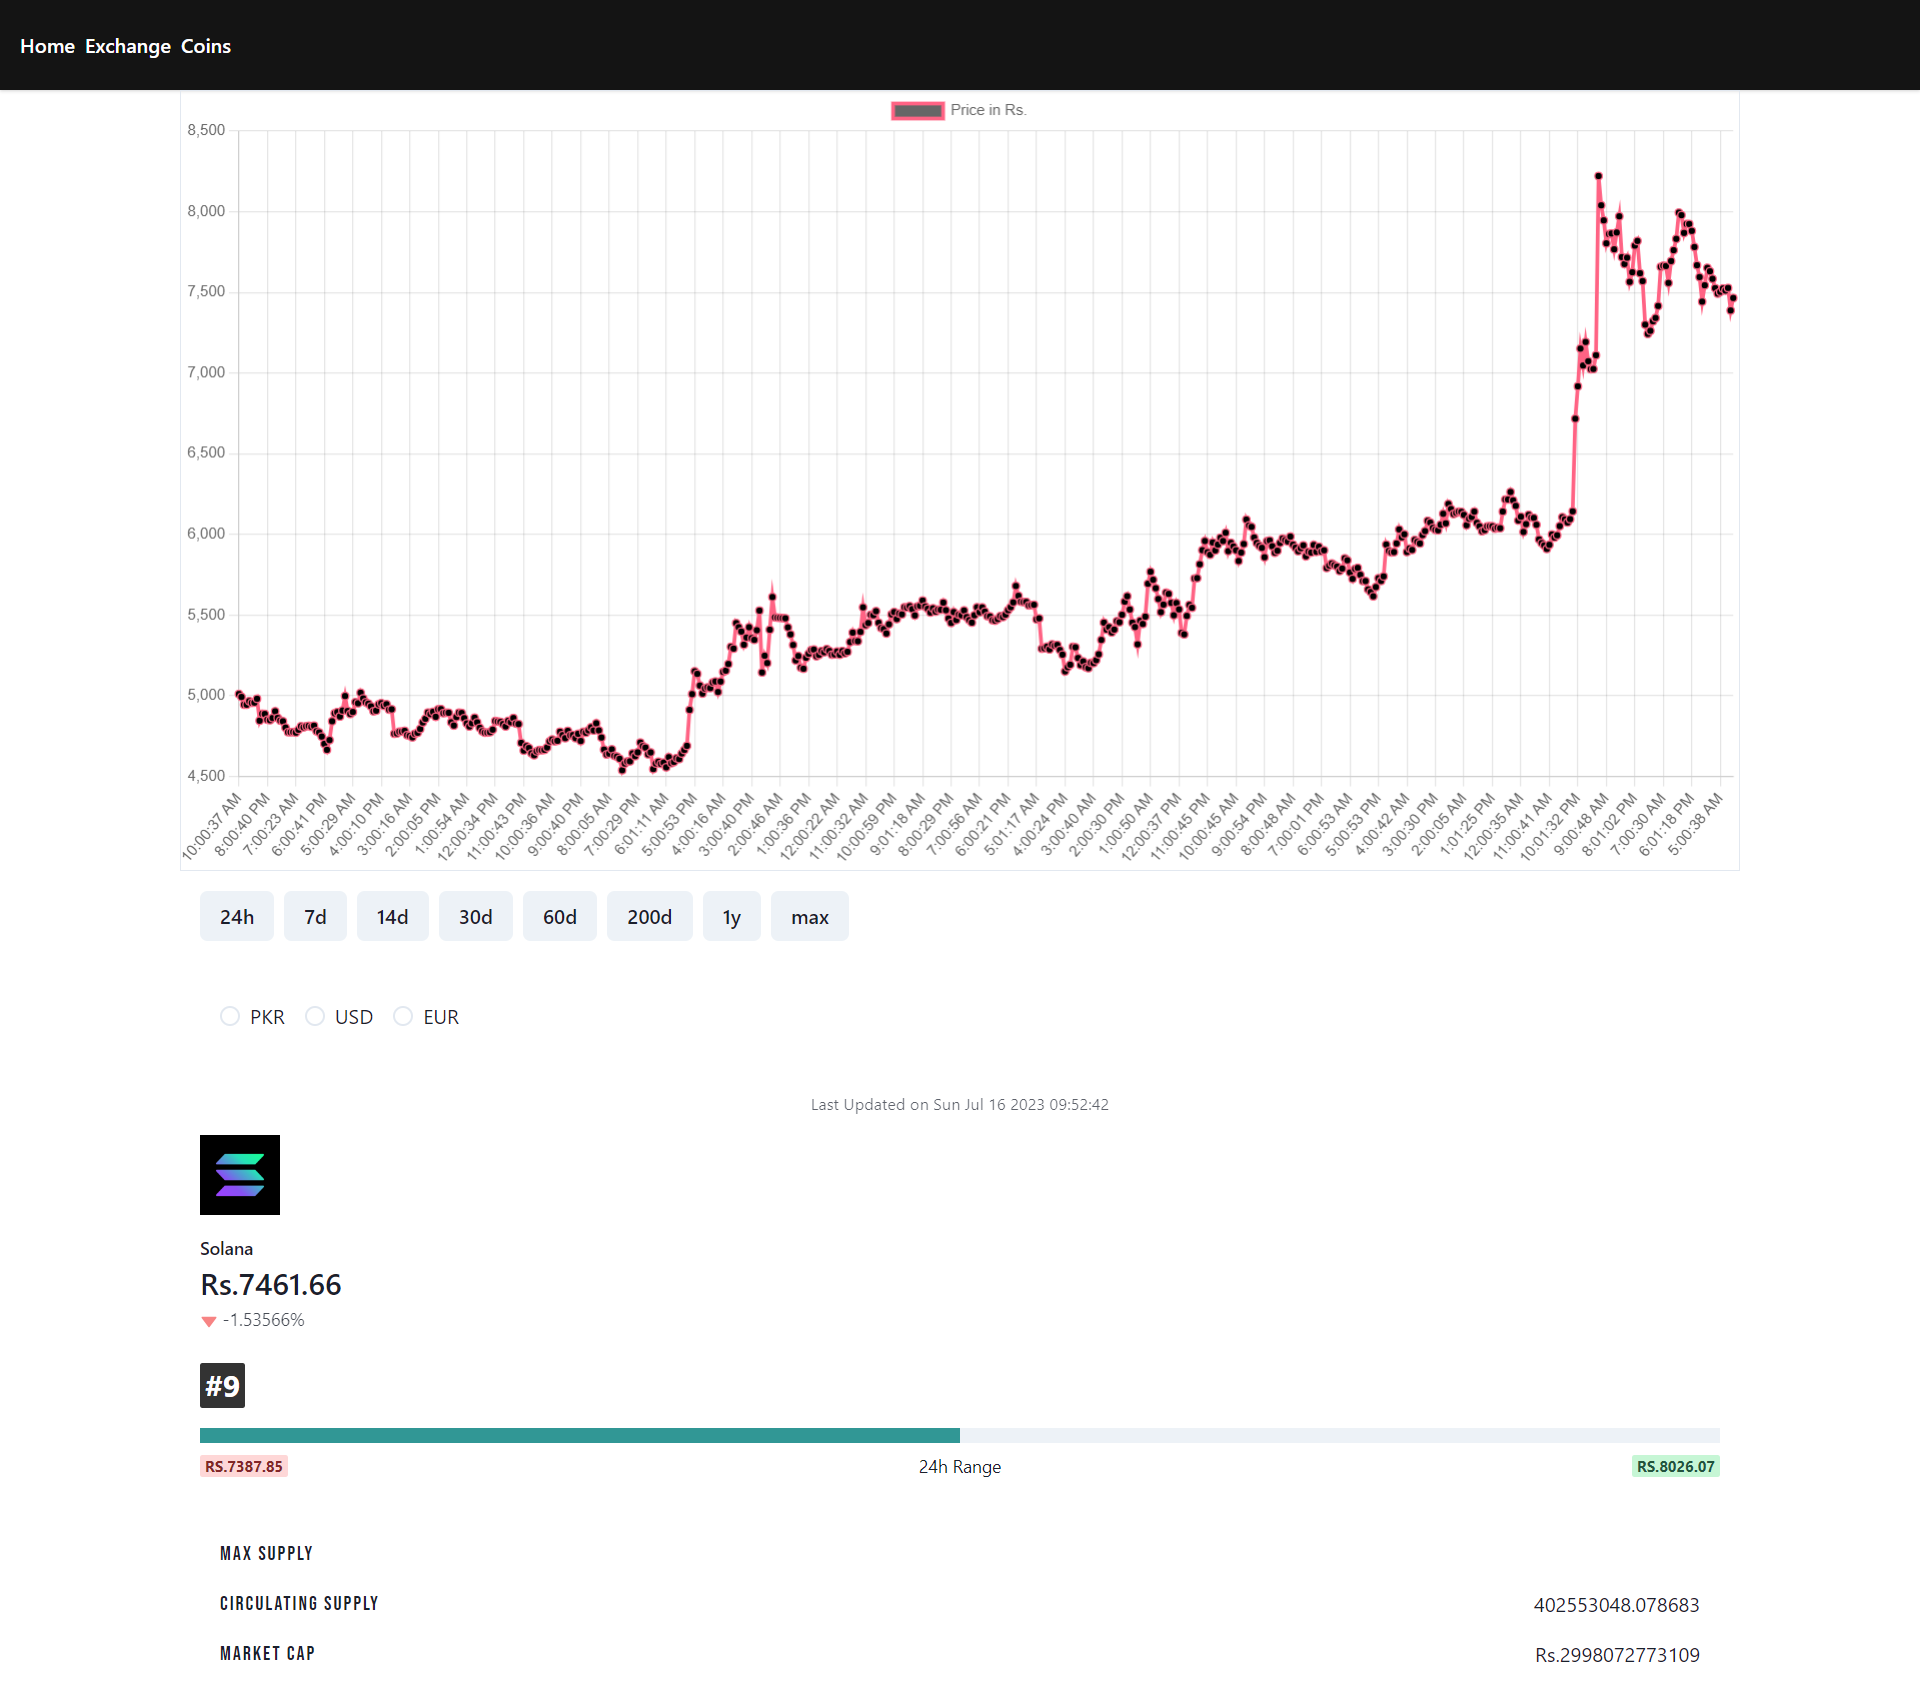 Home Exchange Coins
Price in Rs.
8,500
8,000
7,500
7,000
6,500
6,000
5,500
5,000
4,500
10:00:37 AM 8:00:40 PM 7:00:23 AM 6:00:41 PM 5:00:29 AM 4:00:10 PM 3:00:16 AM 2:00:05 PM 1:00:54 AM 12:00:34 PM 11:00:43 PM 10:00:36 AM 9:00:40 PM 8:00:05 AM 7:00:29 PM 6:01:11 AM 5:00:53 PM 4:00:16 AM 3:00:40 PM 2:00:46 AM 1:00:36 PM 12:00:22 AM 11:00:32 AM 10:00:59 PM 9:01:18 AM 8:00:29 PM 7:00:56 AM 6:00:21 PM 5:01:17 AM 4:00:24 PM 3:00:40 AM 2:00:30 PM 1:00:50 AM 12:00:37 PM 11:00:45 PM 10:00:45 AM 9:00:54 PM 8:00:48 AM 7:00:01 PM 6:00:53 AM 5:00:53 PM 4:00:42 AM 3:00:30 PM 2:00:05 AM 1:01:25 PM 12:00:35 AM 11:00:41 AM 10:01:32 PM 9:00:48 AM 8:01:02 PM 7:00:30 AM 6:01:18 PM 5:00:38 AM
24h 7d 14d 30d 60d 200d 1y max
PKR USD EUR
Last Updated on Sun Jul 16 2023 09:52:42
Solana
Rs.7461.66
-1.53566%
#9
RS.7387.85 24h Range RS.8026.07
MAX SUPPLY
CIRCULATING SUPPLY 402553048.078683
MARKET CAP Rs.2998072773109